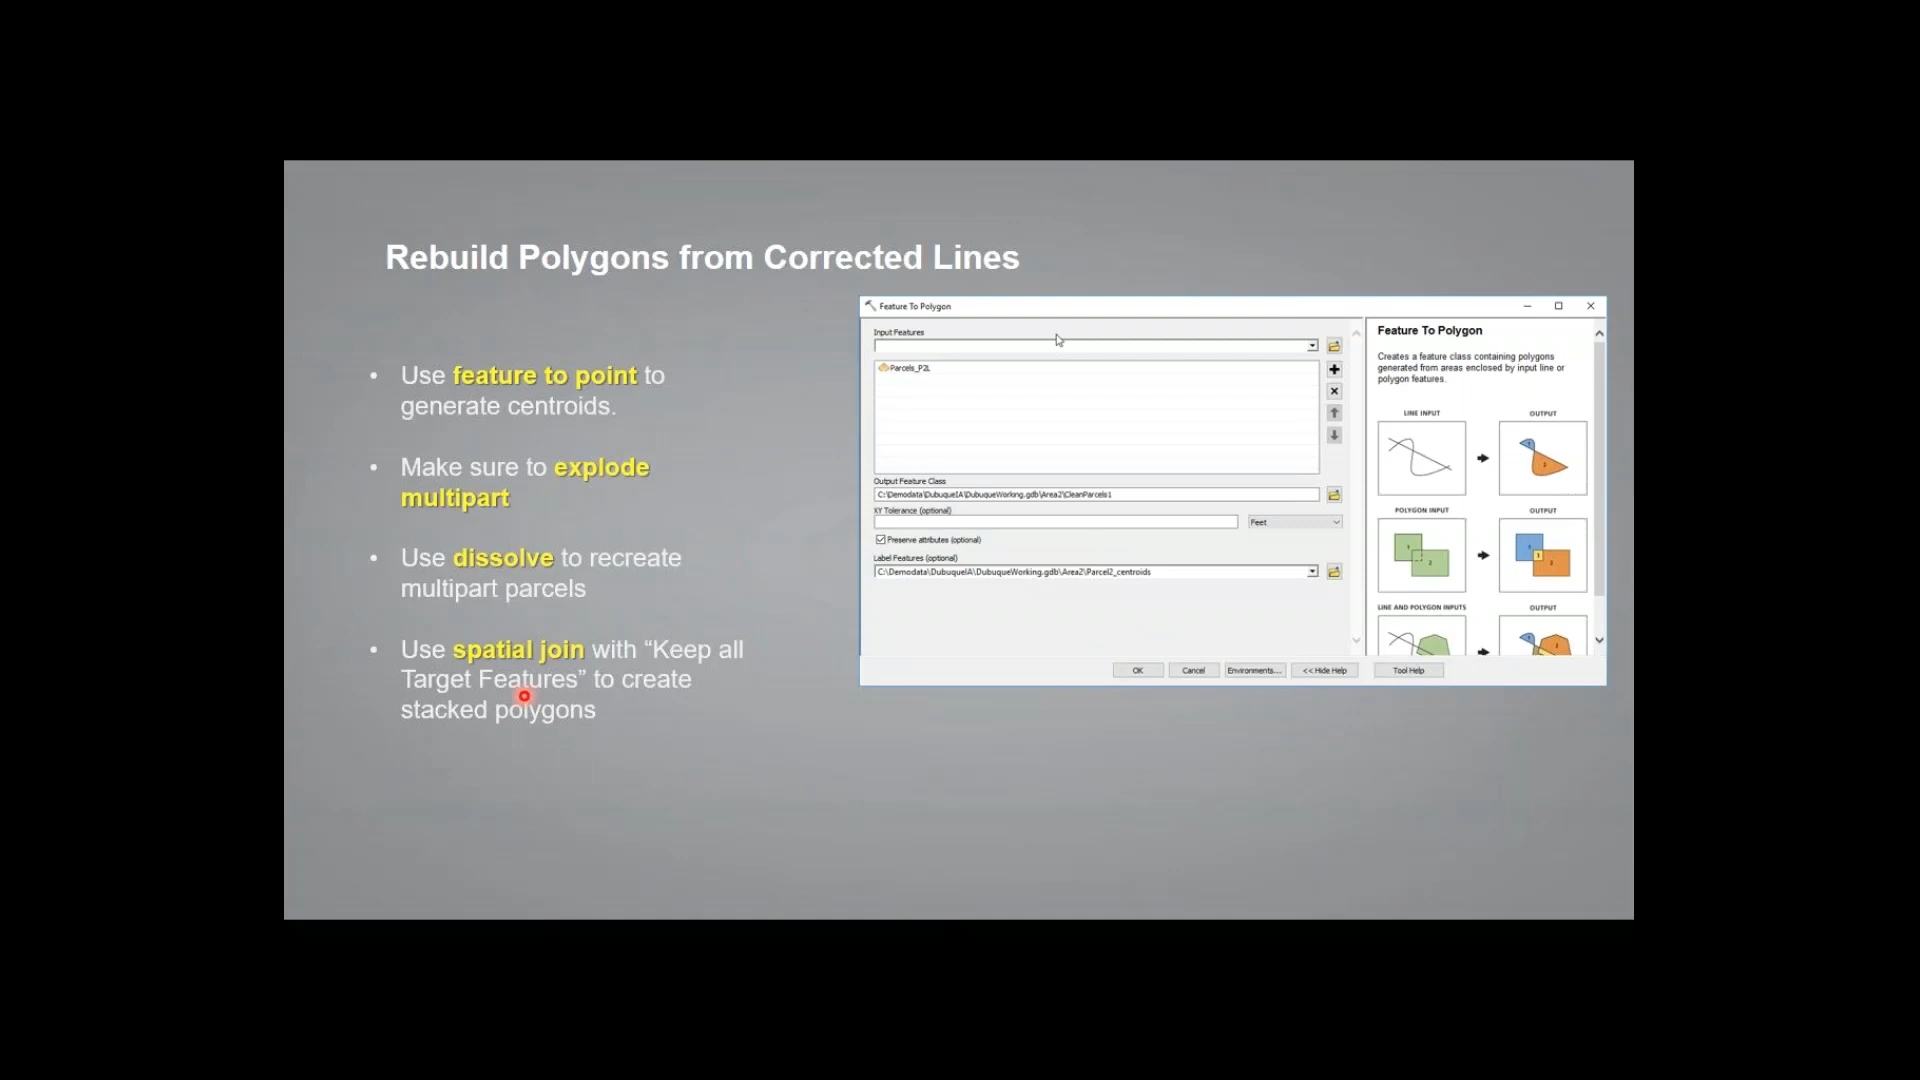 Rebuild Polygons from Corrected Lines
• Use feature to point to
generate centroids.
• Make sure to explode
multipart
• Use dissolve to recreate
multipart parcels
• Use spatial join with “Keep all
Target Features” to create
stacked polygons
Feature To Polygon
Input Features
Parcels_P2L
Output Feature Class
C:\Demodata\DubuqueIA\DubuqueWorking.gdb\Area2\CleanParcels1
XY Tolerance (optional)
Feet
Preserve attributes (optional)
Label Features (optional)
C:\Demodata\DubuqueIA\DubuqueWorking.gdb\Area2\Parcel2_centroids
OK
Cancel
Environments...
<< Hide Help
Tool Help
Feature To Polygon
Creates a feature class containing polygons
generated from areas enclosed by input line or
polygon features.
LINE INPUT
OUTPUT
POLYGON INPUT
OUTPUT
LINE AND POLYGON INPUTS
OUTPUT